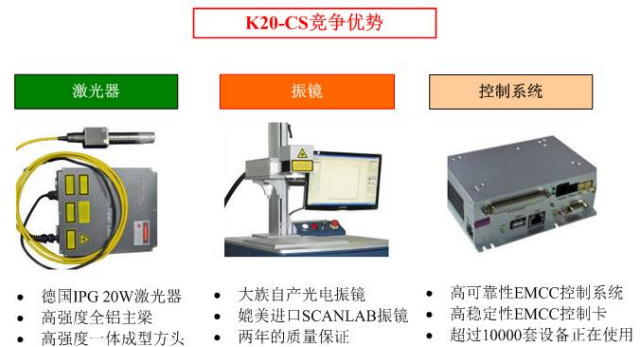 K20-CS竞争优势
激光器
振镜
控制系统
• 德国IPG 20W激光器
• 高强度全铝主梁
• 高强度一体成型方头
• 大族自产光电振镜
• 媲美进口SCANLAB振镜
• 两年的质量保证
• 高可靠性EMCC控制系统
• 高稳定性EMCC控制卡
• 超过10000套设备正在使用